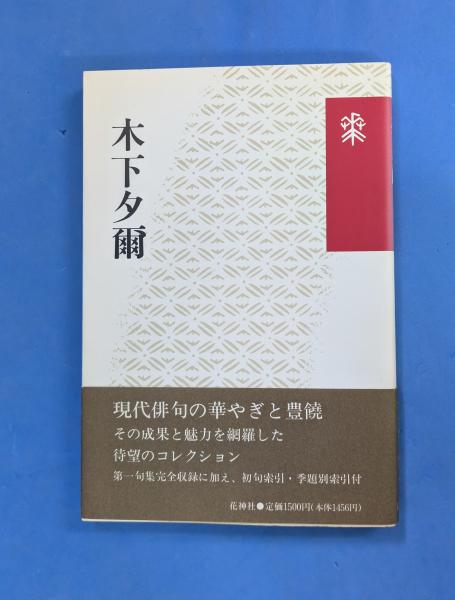 木下夕爾
現代俳句の華やぎと豊饒
その成果と魅力を網羅した
待望のコレクション
第一句集完全収録に加え、初句索引・季題別索引付
花神社●定価1500円(本体1456円)